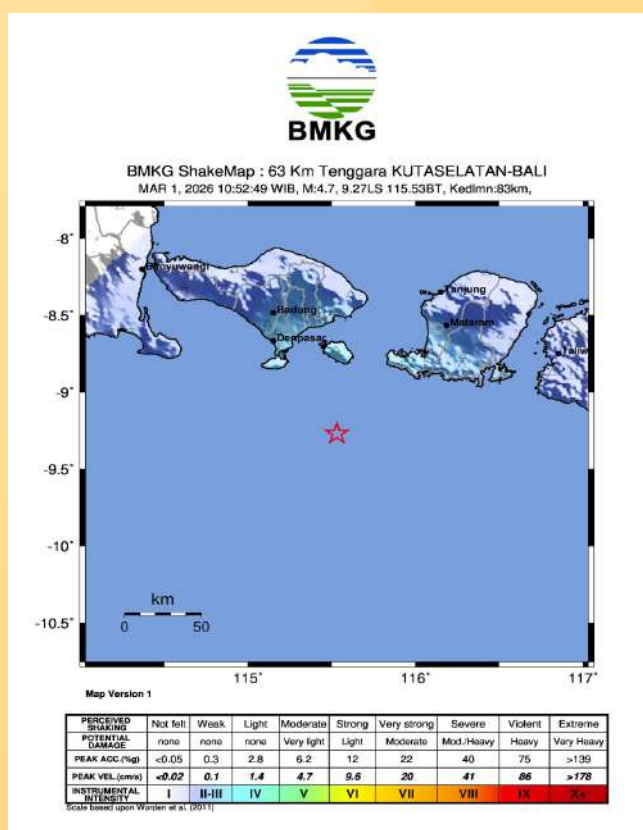 BMKG
BMKG ShakeMap : 63 Km Tenggara KUTASELATAN-BALI
MAR 1, 2026 10:52:49 WIB, M:4.7, 9.27LS 115.53BT, Kedlmn:83km,
-8°
Banyuwangi
Tanjung
Badung
-8.5°
Mataram
Denpasar
Taliw
-9°
-9.5°
-10°
km
-10.5°
0 50
115° 116° 117°
Map Version 1
PERCEIVED SHAKING Not felt Weak Light Moderate Strong Very strong Severe Violent Extreme
POTENTIAL DAMAGE none none none Very light Light Moderate Mod./Heavy Heavy Very Heavy
PEAK ACC.(%g) <0.05 0.3 2.8 6.2 12 22 40 75 >139
PEAK VEL.(cm/s) <0.02 0.1 1.4 4.7 9.6 20 41 86 >178
INSTRUMENTAL INTENSITY I II-III IV V VI VII VIII IX X+
Scale based upon Worden et al. (2011)